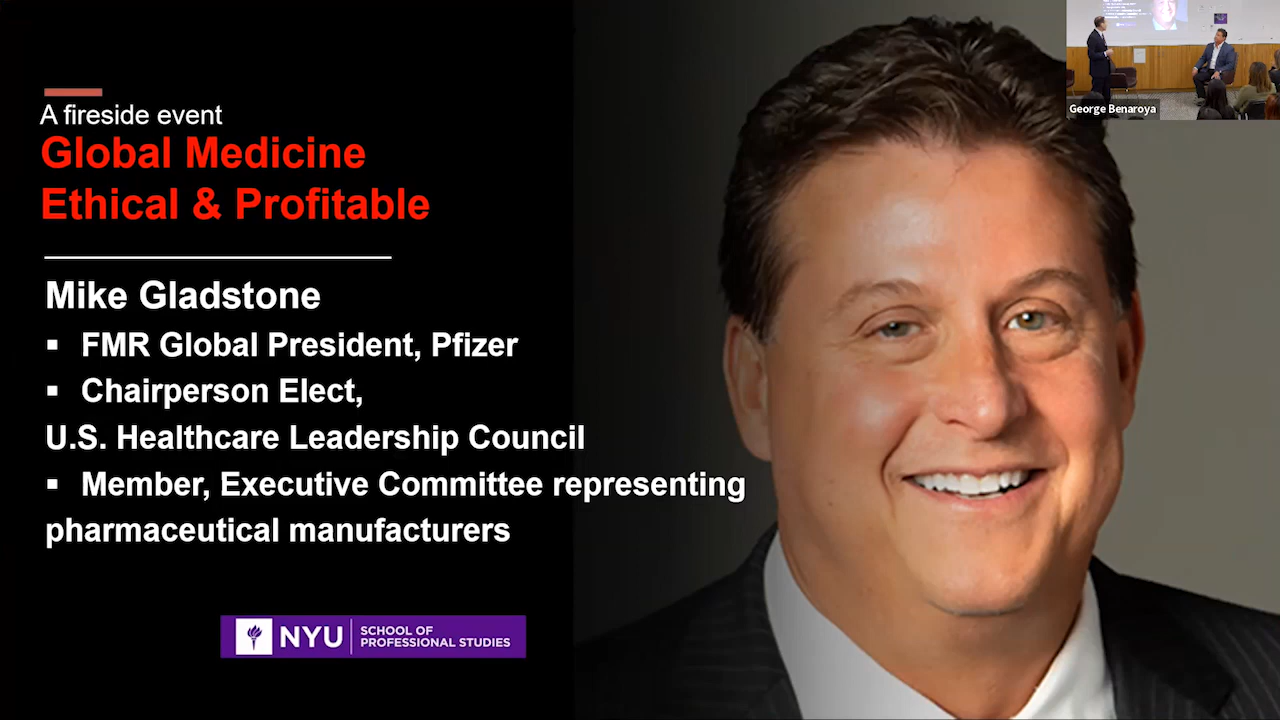 A fireside event
Global Medicine
Ethical & Profitable
Mike Gladstone
▪ FMR Global President, Pfizer
▪ Chairperson Elect,
U.S. Healthcare Leadership Council
▪ Member, Executive Committee representing
pharmaceutical manufacturers
NYU
SCHOOL OF
PROFESSIONAL STUDIES
George Benaroya